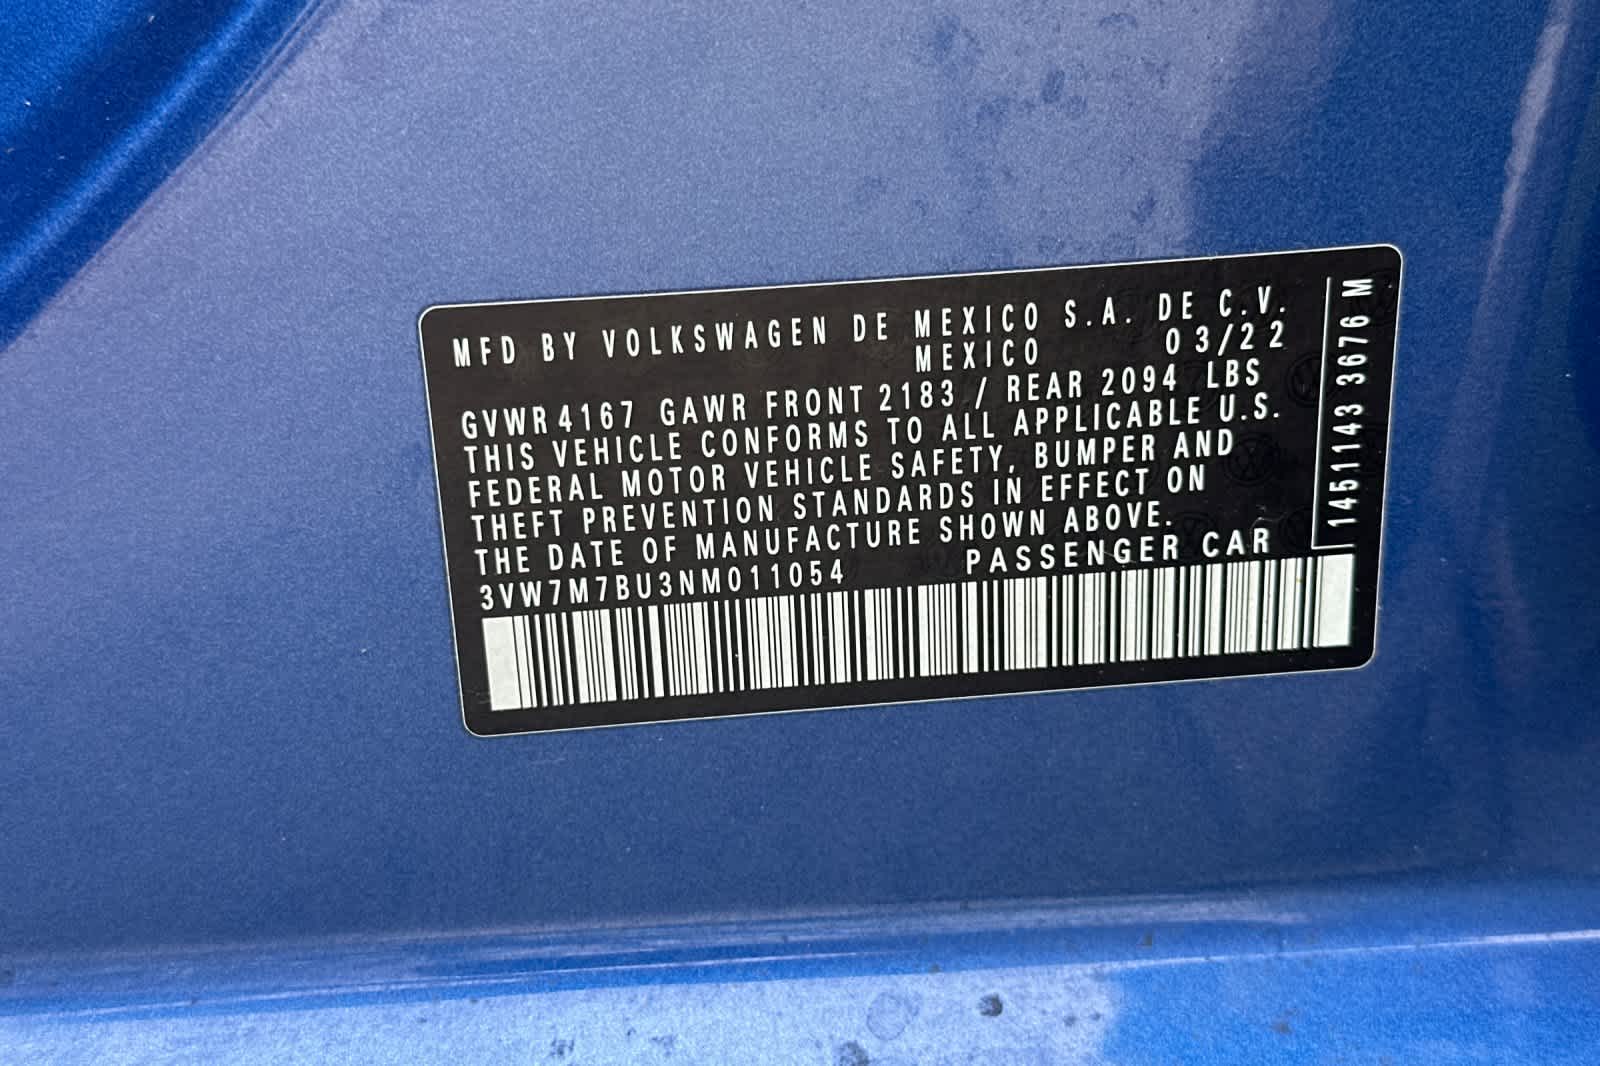 MFD BY VOLKSWAGEN DE MEXICO S.A. DE C.V.
MEXICO 03/22
GVWR 4167 GAWR FRONT 2183 / REAR 2094 LBS
THIS VEHICLE CONFORMS TO ALL APPLICABLE U.S.
FEDERAL MOTOR VEHICLE SAFETY, BUMPER AND
THEFT PREVENTION STANDARDS IN EFFECT ON
THE DATE OF MANUFACTURE SHOWN ABOVE.
3VW7M7BU3NM011054 PASSENGER CAR
1451143 3676 M